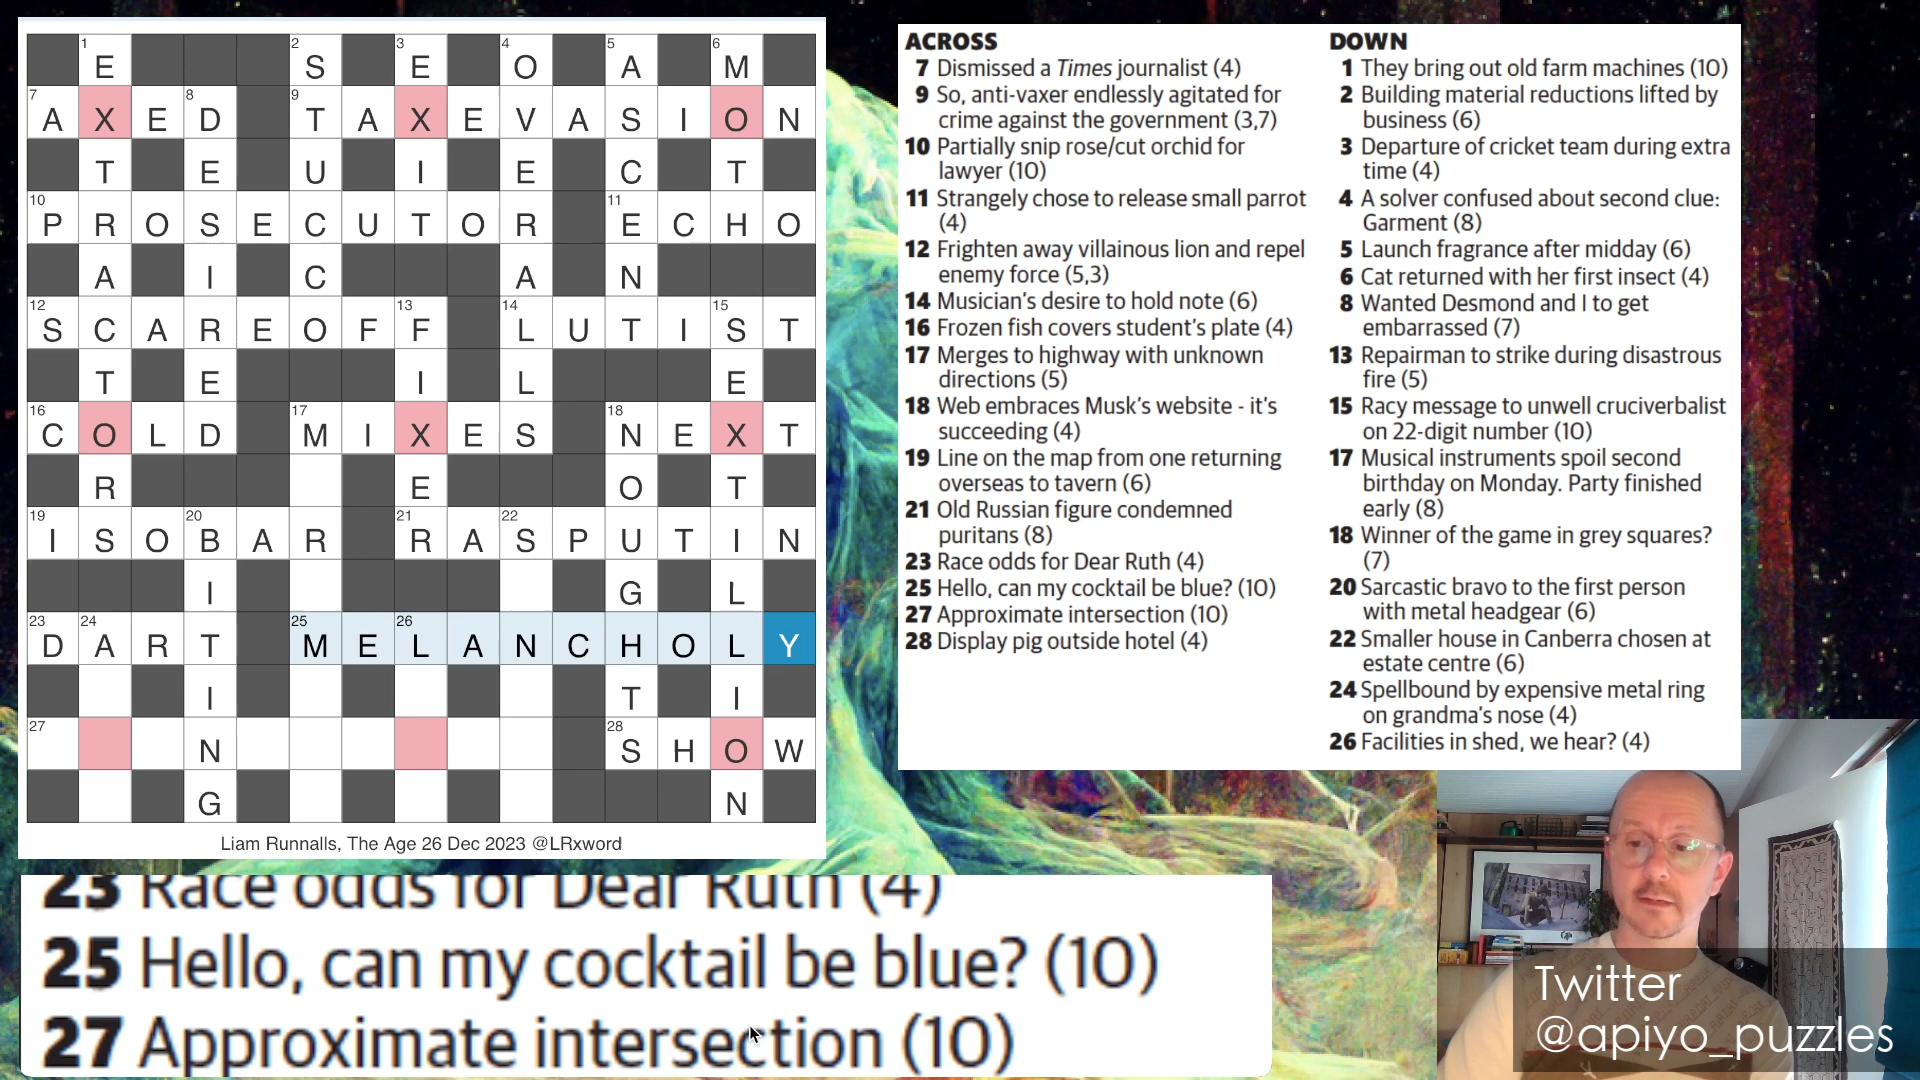 1 2 3 4 5 6
E S E O A M
7 8 9
A X E D T A X E V A S I O N
T E U I E C T
10 11
P R O S E C U T O R E C H O
A I C A N
12 13 14 15
S C A R E O F F L U T I S T
T E I L E
16 17 18
C O L D M I X E S N E X T
R E O T
19 20 21 22
I S O B A R R A S P U T I N
I G L
23 24 25 26
D A R T M E L A N C H O L Y
I T I
27 28
N S H O W
G N
Liam Runnalls, The Age 26 Dec 2023 @LRxword
ACROSS
7 Dismissed a Times journalist (4)
9 So, anti-vaxer endlessly agitated for
crime against the government (3,7)
10 Partially snip rose/cut orchid for
lawyer (10)
11 Strangely chose to release small parrot
(4)
12 Frighten away villainous lion and repel
enemy force (5,3)
14 Musician's desire to hold note (6)
16 Frozen fish covers student's plate (4)
17 Merges to highway with unknown
directions (5)
18 Web embraces Musk's website - it's
succeeding (4)
19 Line on the map from one returning
overseas to tavern (6)
21 Old Russian figure condemned
puritans (8)
23 Race odds for Dear Ruth (4)
25 Hello, can my cocktail be blue? (10)
27 Approximate intersection (10)
28 Display pig outside hotel (4)
DOWN
1 They bring out old farm machines (10)
2 Building material reductions lifted by
business (6)
3 Departure of cricket team during extra
time (4)
4 A solver confused about second clue:
Garment (8)
5 Launch fragrance after midday (6)
6 Cat returned with her first insect (4)
8 Wanted Desmond and I to get
embarrassed (7)
13 Repairman to strike during disastrous
fire (5)
15 Racy message to unwell cruciverbalist
on 22-digit number (10)
17 Musical instruments spoil second
birthday on Monday. Party finished
early (8)
18 Winner of the game in grey squares?
(7)
20 Sarcastic bravo to the first person
with metal headgear (6)
22 Smaller house in Canberra chosen at
estate centre (6)
24 Spellbound by expensive metal ring
on grandma's nose (4)
26 Facilities in shed, we hear? (4)
23 Race odds for Dear Ruth (4)
25 Hello, can my cocktail be blue? (10)
27 Approximate intersection (10)
Twitter
@apiyo_puzzles